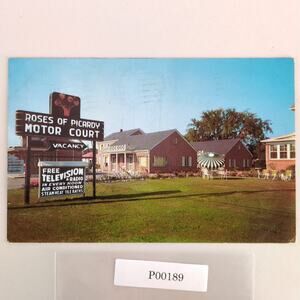 ROSES OF PICARDY
MOTOR COURT
VACANCY
FREE
TELEVISION
& RADIO
IN EVERY ROOM
AIR CONDITIONED
STEAM HEAT TILE BATHS
P00189